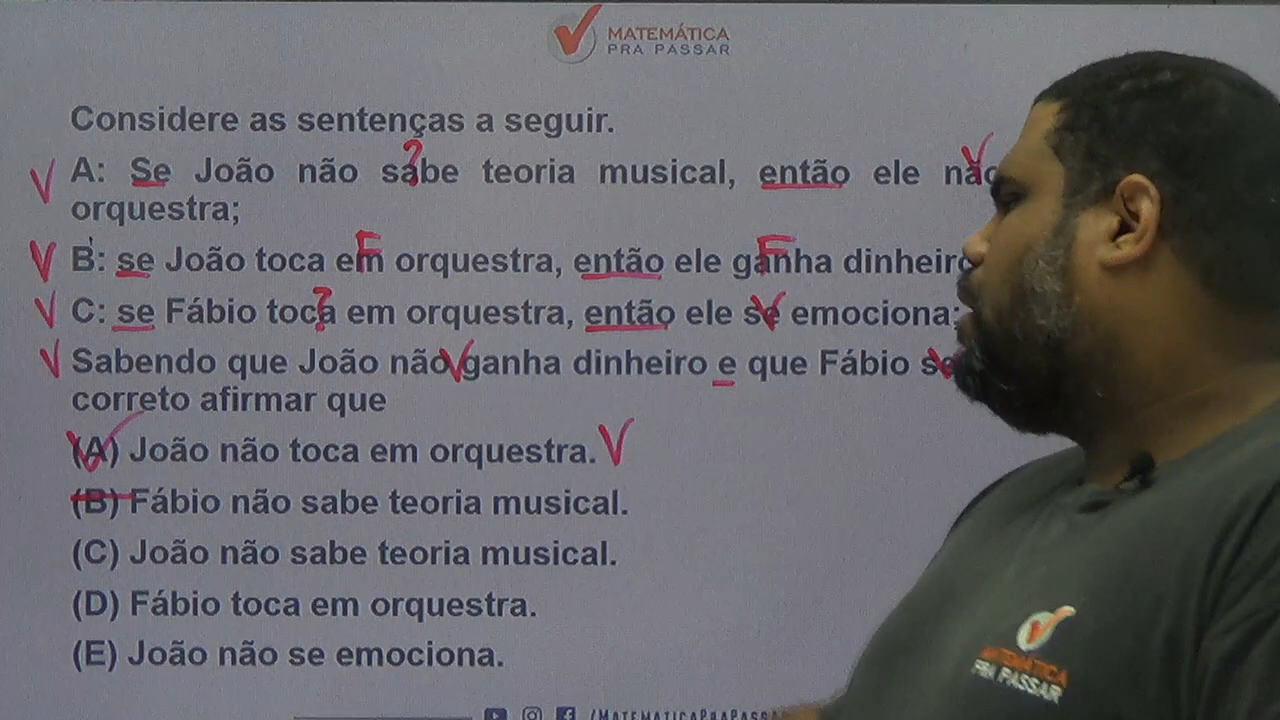 MATEMÁTICA
PRA PASSAR
Considere as sentenças a seguir.
V A: Se João não sabe teoria musical, então ele V
?
orquestra;
V B: se João toca em orquestra, então ele ganha dinheiro
F F
V C: se Fábio toca em orquestra, então ele se emociona;
? V
V Sabendo que João não ganha dinheiro e que Fábio
V
correto afirmar que
(A) João não toca em orquestra. V
(B) Fábio não sabe teoria musical.
(C) João não sabe teoria musical.
(D) Fábio toca em orquestra.
(E) João não se emociona.
MATEMÁTICA
PRA PASSAR
/MATEMATICAPRAPASSA